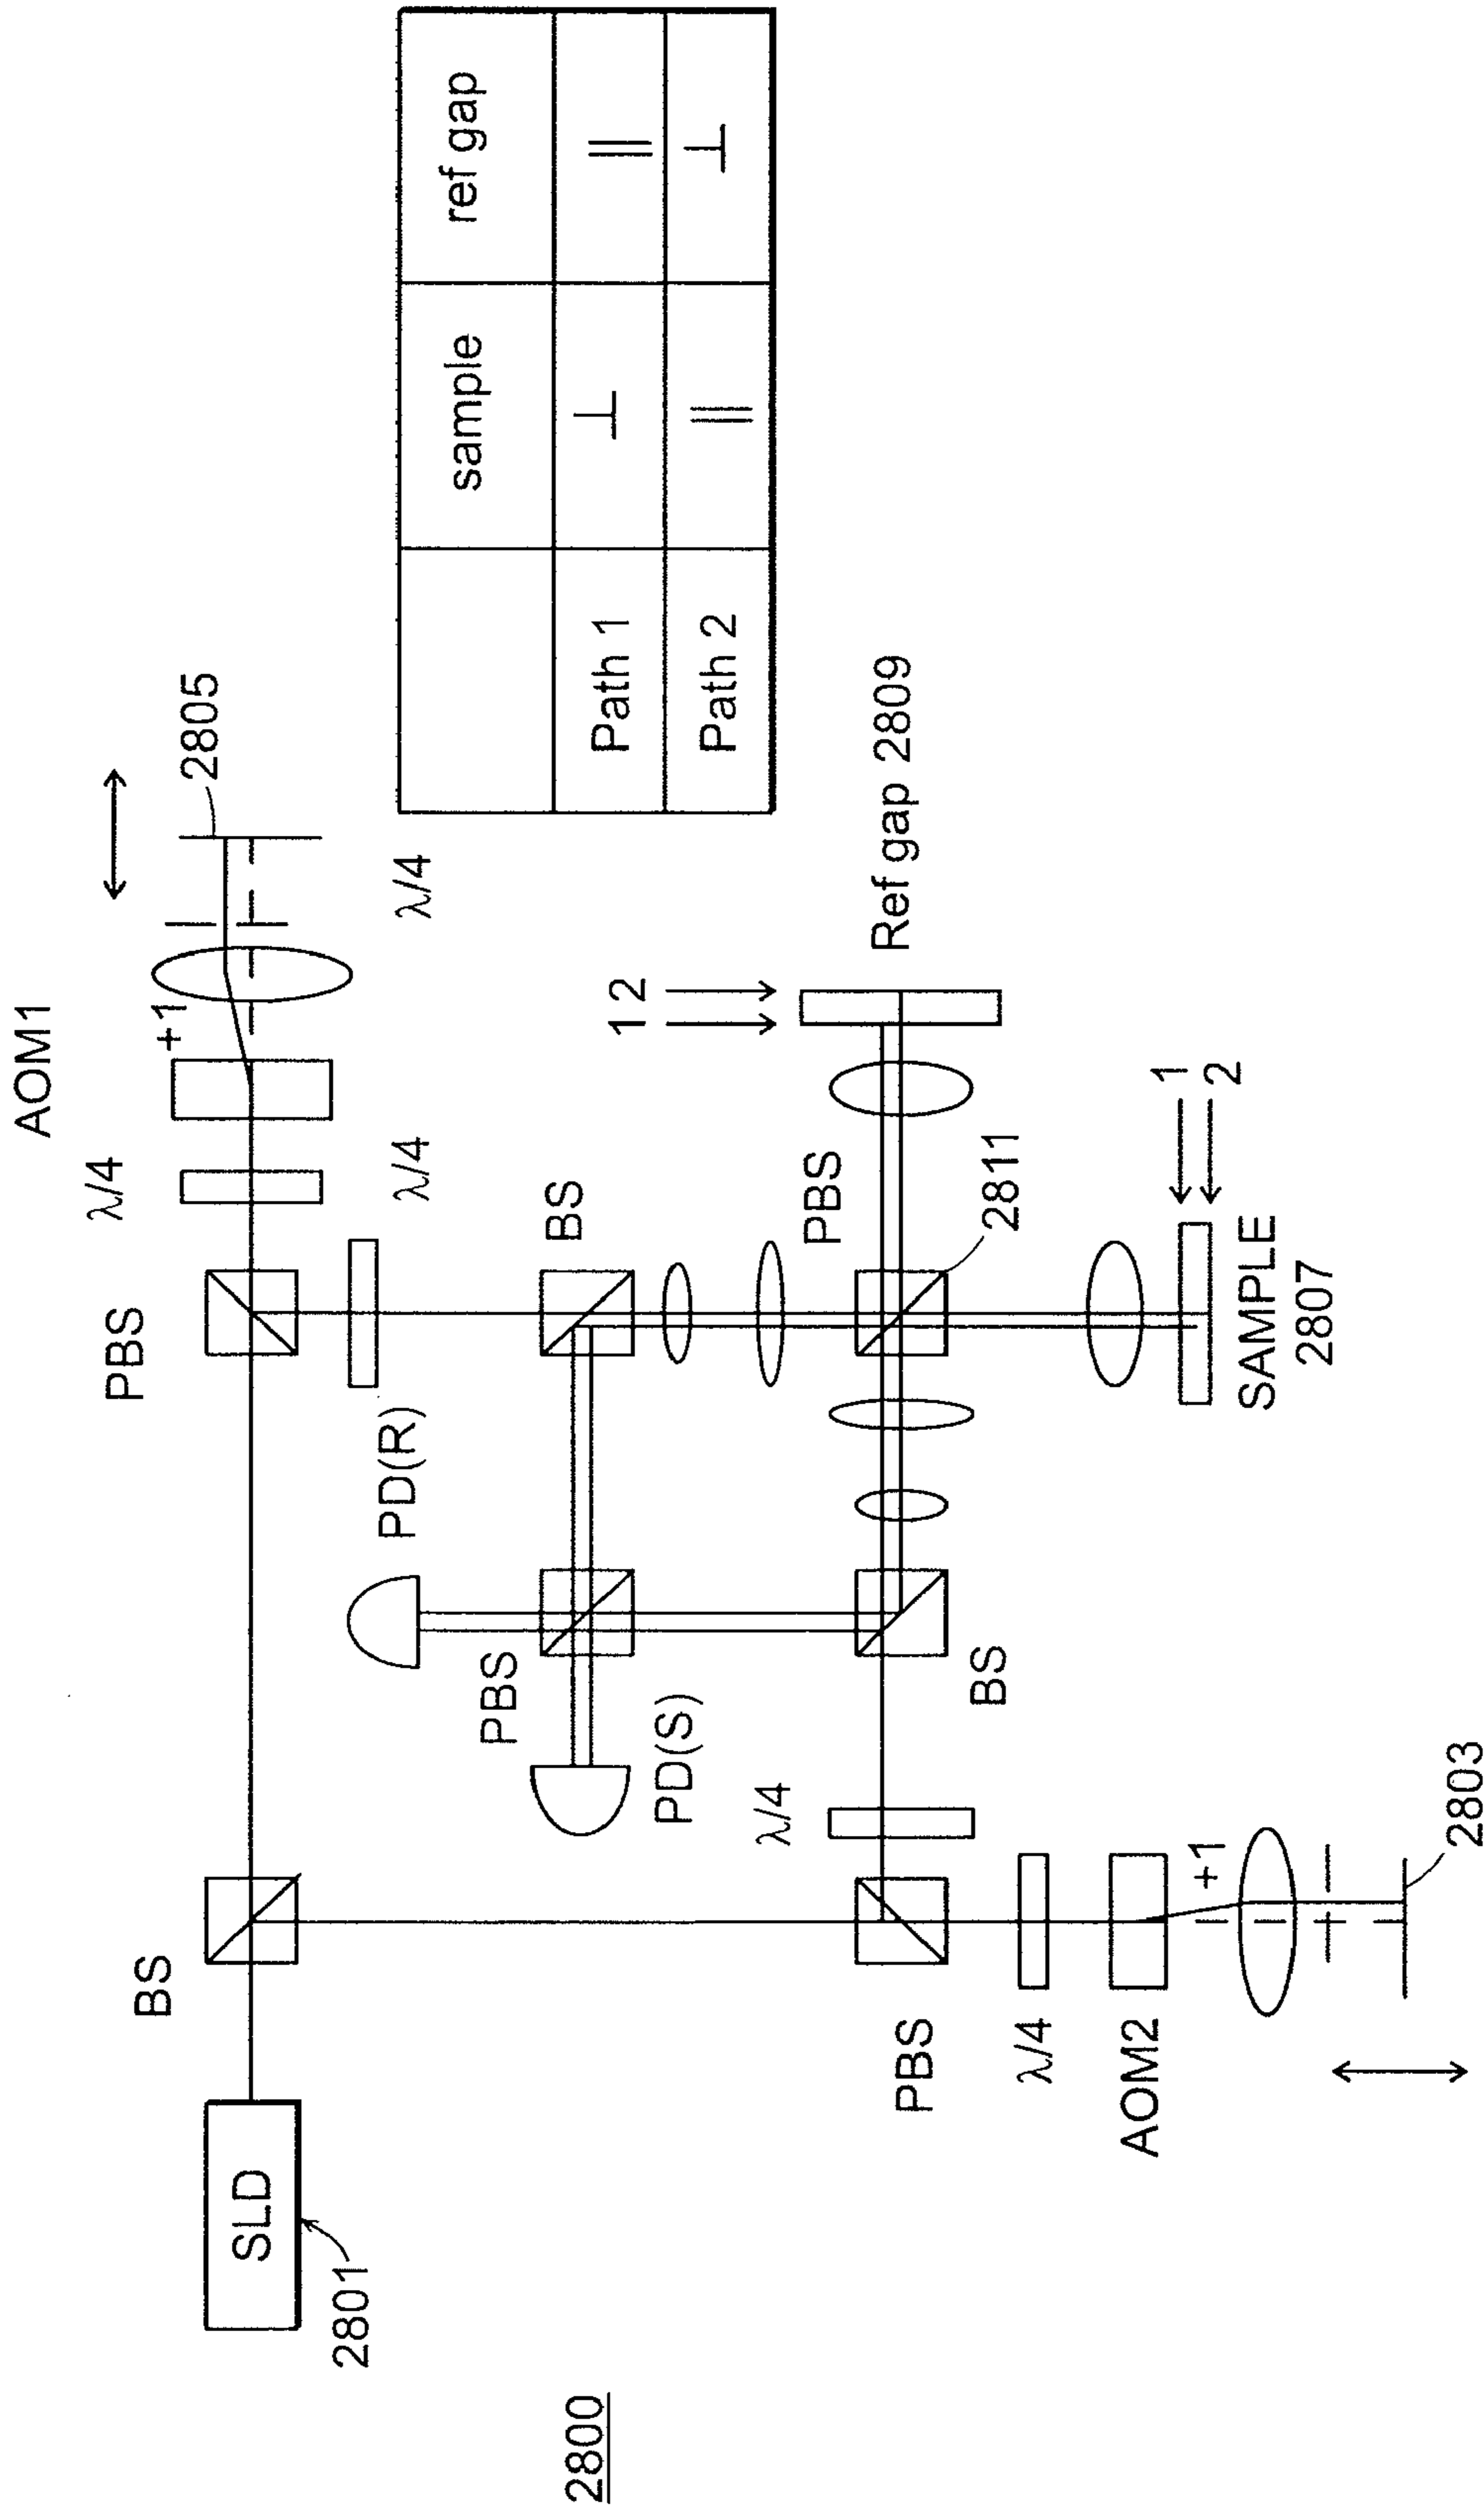 2800
SLD
2801
BS
PBS
λ/4
AOM1
+1
2805
λ/4
λ/4
PD(R)
BS
PBS
PD(S)
λ/4
PBS
1 2
Ref gap 2809
2811
BS
PBS
λ/4
AOM2
+1
2803
SAMPLE
2807
1
2
sample ref gap
Path 1 ⊥ ||
Path 2 || ⊥